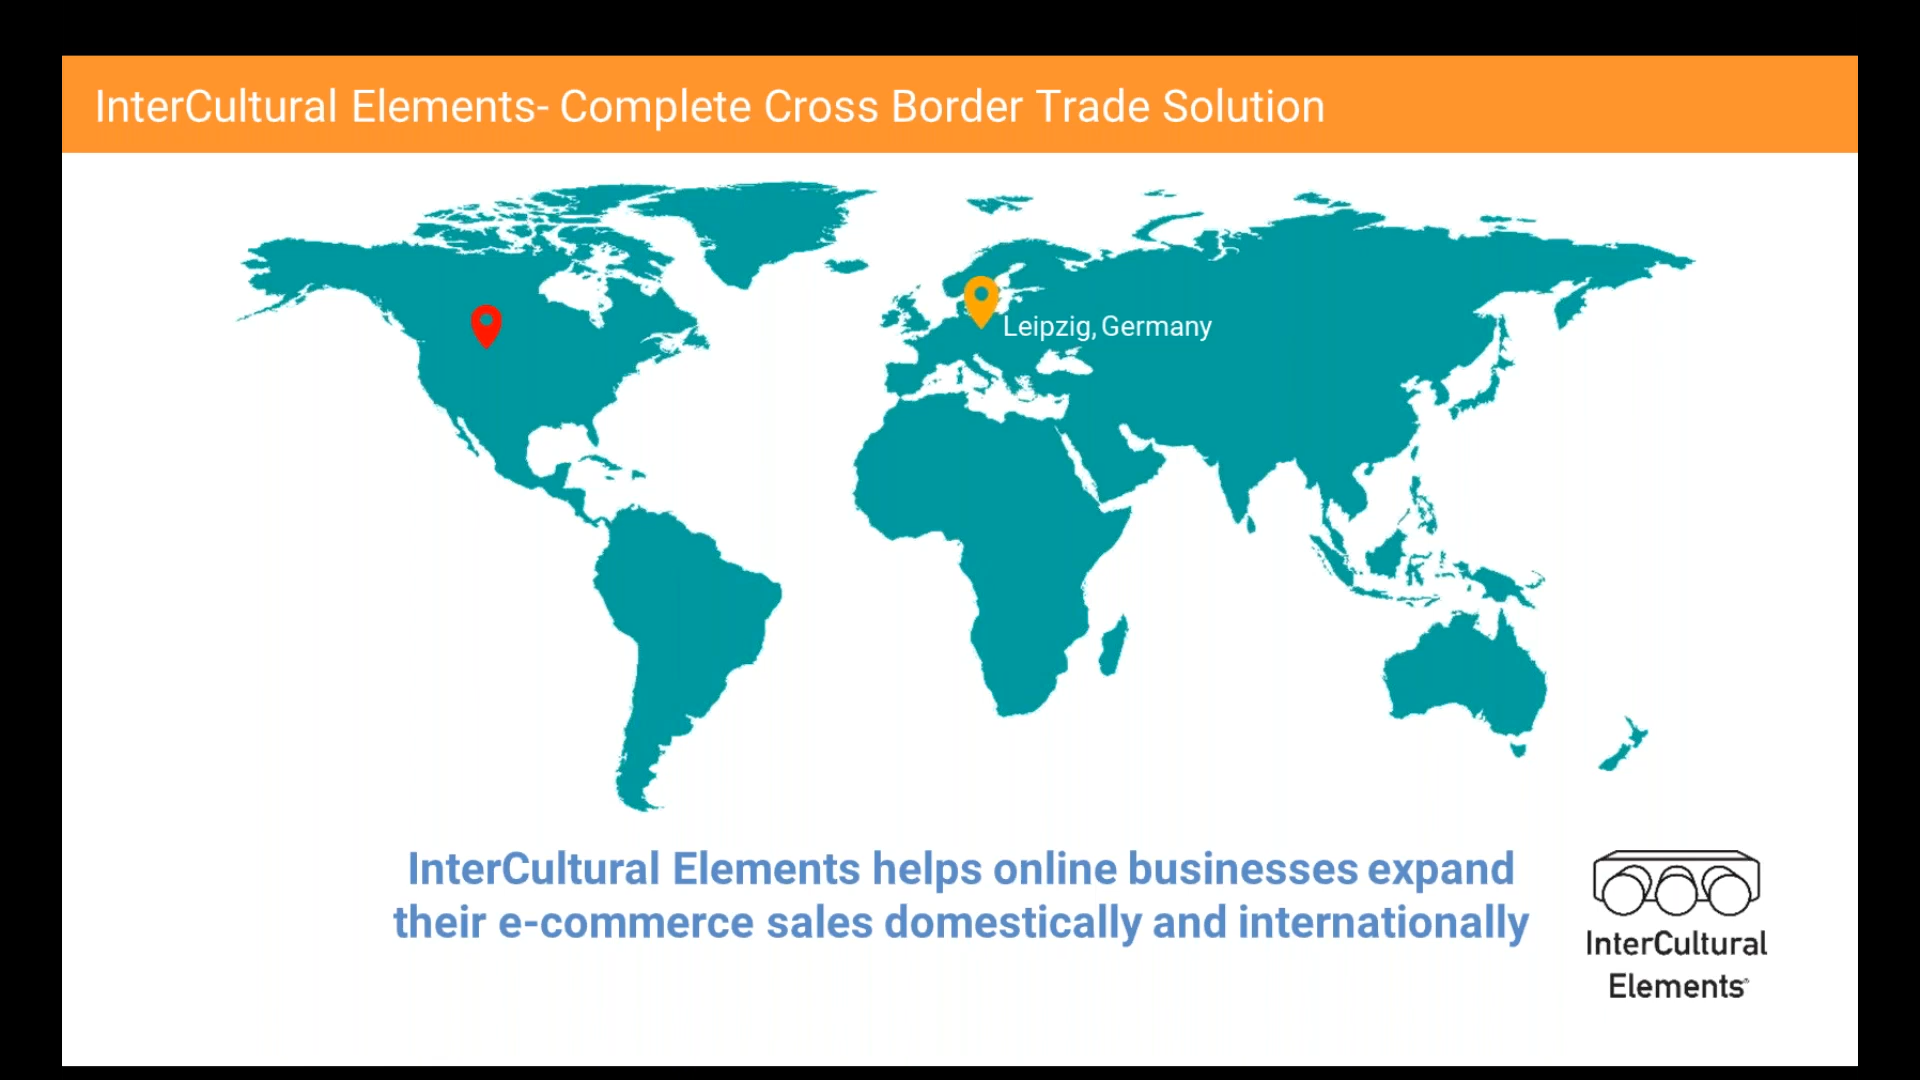 InterCultural Elements- Complete Cross Border Trade Solution
Leipzig, Germany
InterCultural Elements helps online businesses expand
their e-commerce sales domestically and internationally
InterCultural
Elements